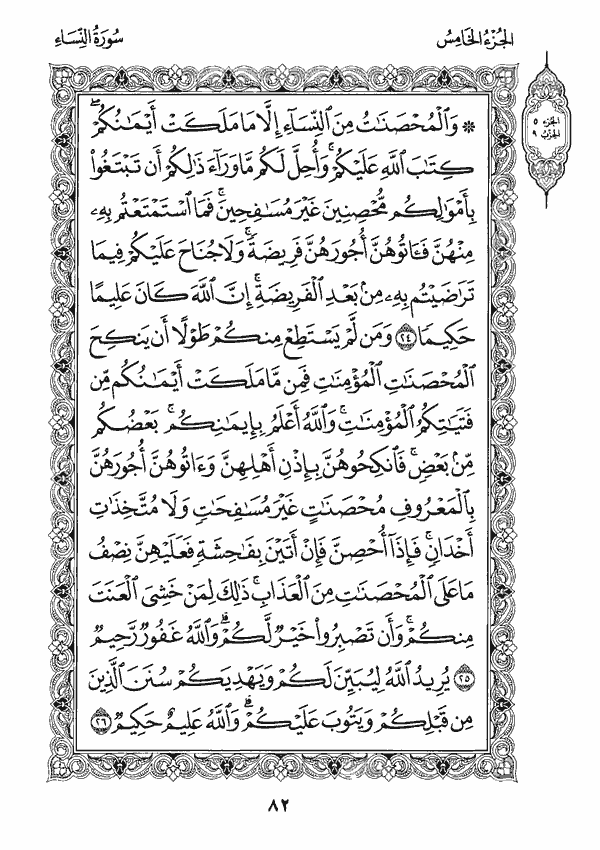 الجُزْءُ الخَامِسُ
سُورَةُ النِّسَاءِ
الجزء ٥
الحزب ٩
۞ وَٱلْمُحْصَنَٰتُ مِنَ ٱلنِّسَآءِ إِلَّا مَا مَلَكَتْ أَيْمَٰنُكُمْۖ
كِتَٰبَ ٱللَّهِ عَلَيْكُمْۚ وَأُحِلَّ لَكُم مَّا وَرَآءَ ذَٰلِكُمْ أَن تَبْتَغُوا۟
بِأَمْوَٰلِكُم مُّحْصِنِينَ غَيْرَ مُسَٰفِحِينَۚ فَمَا ٱسْتَمْتَعْتُم بِهِۦ
مِنْهُنَّ فَـَٔاتُوهُنَّ أُجُورَهُنَّ فَرِيضَةًۚ وَلَا جُنَاحَ عَلَيْكُمْ فِيمَا
تَرَٰضَيْتُم بِهِۦ مِنۢ بَعْدِ ٱلْفَرِيضَةِۚ إِنَّ ٱللَّهَ كَانَ عَلِيمًا
حَكِيمًا ٢٤ وَمَن لَّمْ يَسْتَطِعْ مِنكُمْ طَوْلًا أَن يَنكِحَ
ٱلْمُحْصَنَٰتِ ٱلْمُؤْمِنَٰتِ فَمِن مَّا مَلَكَتْ أَيْمَٰنُكُم مِّن
فَتَيَٰتِكُمُ ٱلْمُؤْمِنَٰتِۚ وَٱللَّهُ أَعْلَمُ بِإِيمَٰنِكُمۚ بَعْضُكُم
مِّنۢ بَعْضٍۚ فَٱنكِحُوهُنَّ بِإِذْنِ أَهْلِهِنَّ وَءَاتُوهُنَّ أُجُورَهُنَّ
بِٱلْمَعْرُوفِ مُحْصَنَٰتٍ غَيْرَ مُسَٰفِحَٰتٍ وَلَا مُتَّخِذَٰتِ
أَخْدَانٍۚ فَإِذَآ أُحْصِنَّ فَإِنْ أَتَيْنَ بِفَٰحِشَةٍ فَعَلَيْهِنَّ نِصْفُ
مَا عَلَى ٱلْمُحْصَنَٰتِ مِنَ ٱلْعَذَابِۚ ذَٰلِكَ لِمَنْ خَشِىَ ٱلْعَنَتَ
مِنكُمْۚ وَأَن تَصْبِرُوا۟ خَيْرٌ لَّكُمْۗ وَٱللَّهُ غَفُورٌ رَّحِيمٌ
٢٥ يُرِيدُ ٱللَّهُ لِيُبَيِّنَ لَكُمْ وَيَهْدِيَكُمْ سُنَنَ ٱلَّذِينَ
مِن قَبْلِكُمْ وَيَتُوبَ عَلَيْكُمْۗ وَٱللَّهُ عَلِيمٌ حَكِيمٌ ٢٦
٨٢